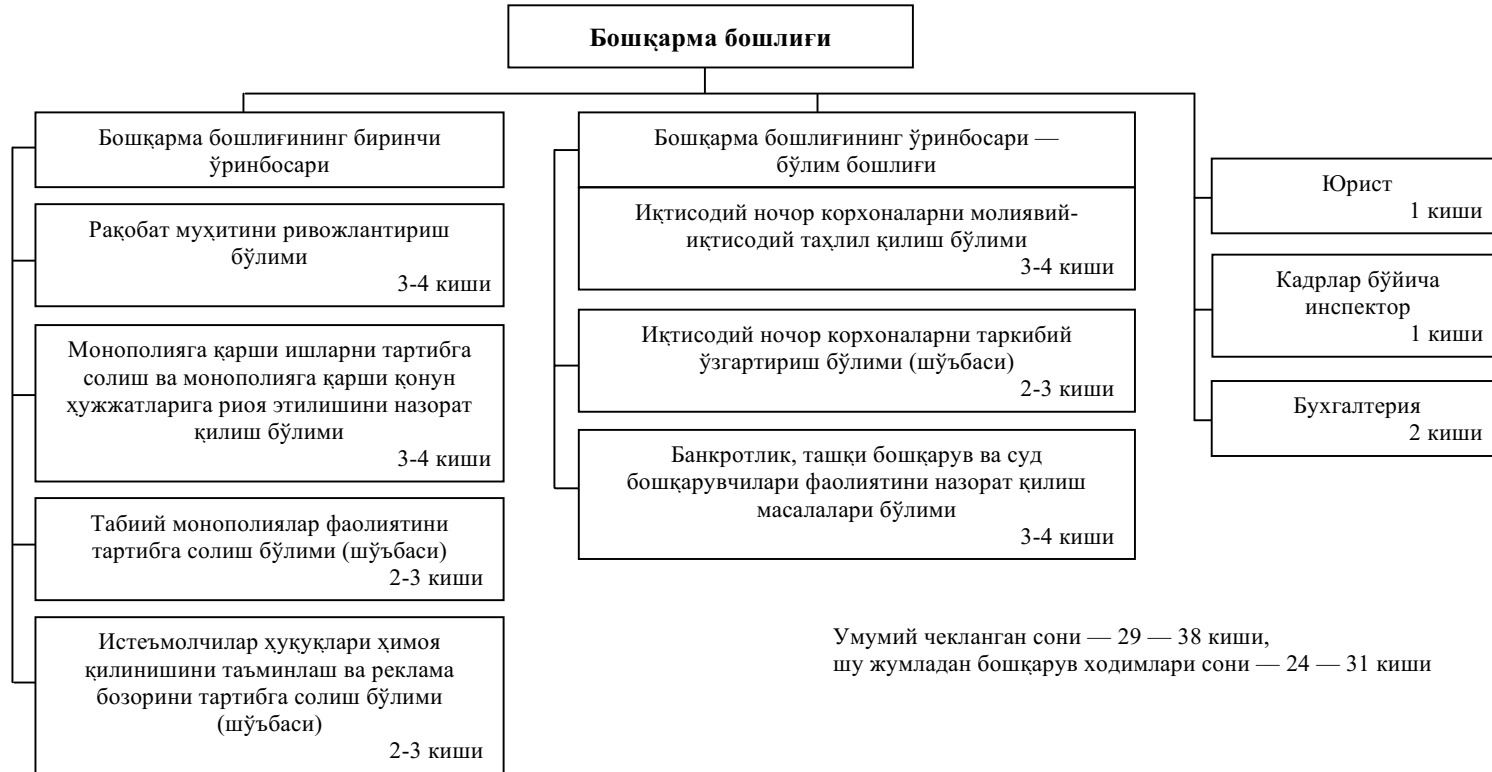 Бошқарма бошлиғи
Бошқарма бошлиғининг биринчи
ўринбосари
Рақобат муҳитини ривожлантириш
бўлими
3-4 киши
Монополияга қарши ишларни тартибга
солиш ва монополияга қарши қонун
ҳужжатларига риоя этилишини назорат
қилиш бўлими
3-4 киши
Табиий монополиялар фаолиятини
тартибга солиш бўлими (шўъбаси)
2-3 киши
Истеъмолчилар ҳуқуқлари ҳимоя
қилинишини таъминлаш ва реклама
бозорини тартибга солиш бўлими
(шўъбаси)
2-3 киши
Бошқарма бошлиғининг ўринбосари —
бўлим бошлиғи
Иқтисодий ночор корхоналарни молиявий-
иқтисодий таҳлил қилиш бўлими
3-4 киши
Иқтисодий ночор корхоналарни таркибий
ўзгартириш бўлими (шўъбаси)
2-3 киши
Банкротлик, ташқи бошқарув ва суд
бошқарувчилари фаолиятини назорат қилиш
масалалари бўлими
3-4 киши
Юрист
1 киши
Кадрлар бўйича
инспектор
1 киши
Бухгалтерия
2 киши
Умумий чекланган сони — 29 — 38 киши,
шу жумладан бошқарув ходимлари сони — 24 — 31 киши